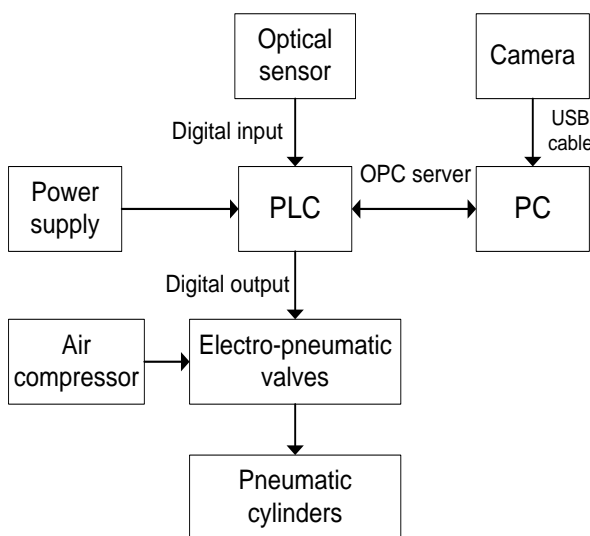 Optical
sensor
Camera
Digital input
USB
cable
OPC server
Power
supply
PLC
PC
Digital output
Air
compressor
Electro-pneumatic
valves
Pneumatic
cylinders